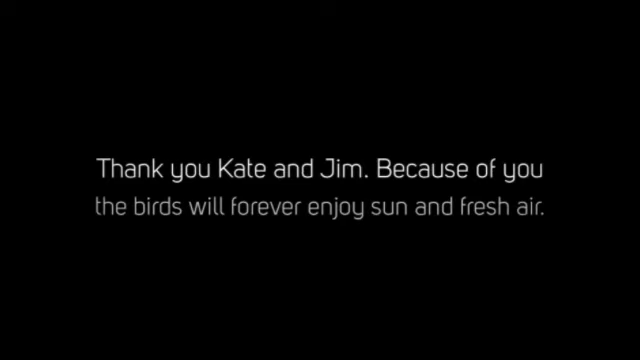 Thank you Kate and Jim. Because of you
the birds will forever enjoy sun and fresh air.